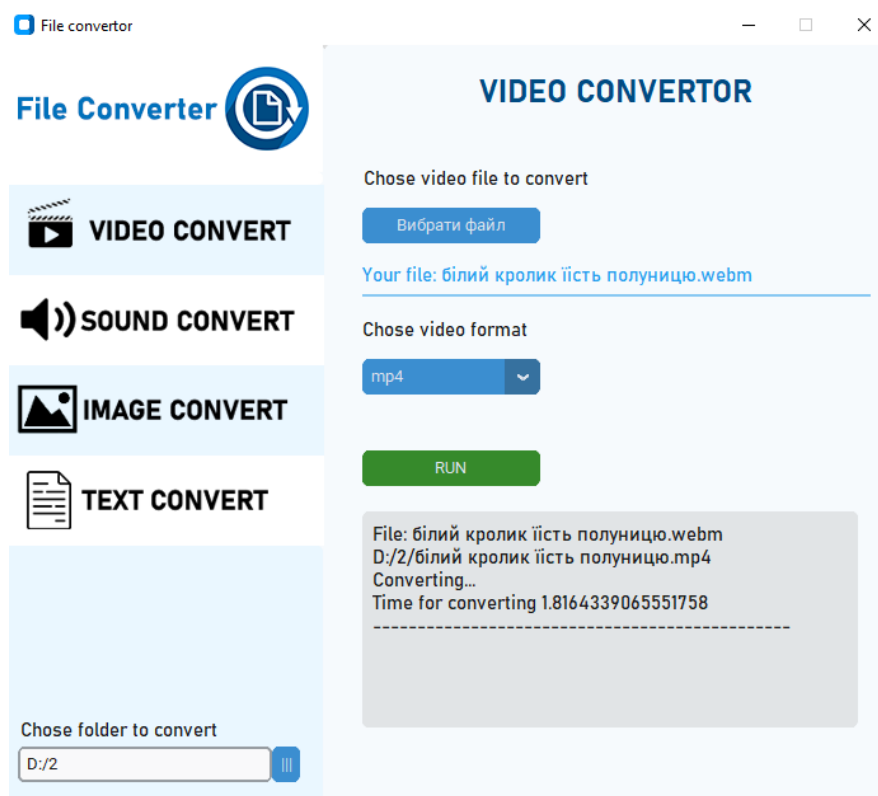 File convertor
File Converter
VIDEO CONVERT
SOUND CONVERT
IMAGE CONVERT
TEXT CONVERT
Chose folder to convert
D:/2
VIDEO CONVERTOR
Chose video file to convert
Вибрати файл
Your file: білий кролик їість полуницю.webm
Chose video format
mp4
RUN
File: білий кролик їість полуницю.webm
D:/2/білий кролик їість полуницю.mp4
Converting...
Time for converting 1.8164339065551758
-----------------------------------------------